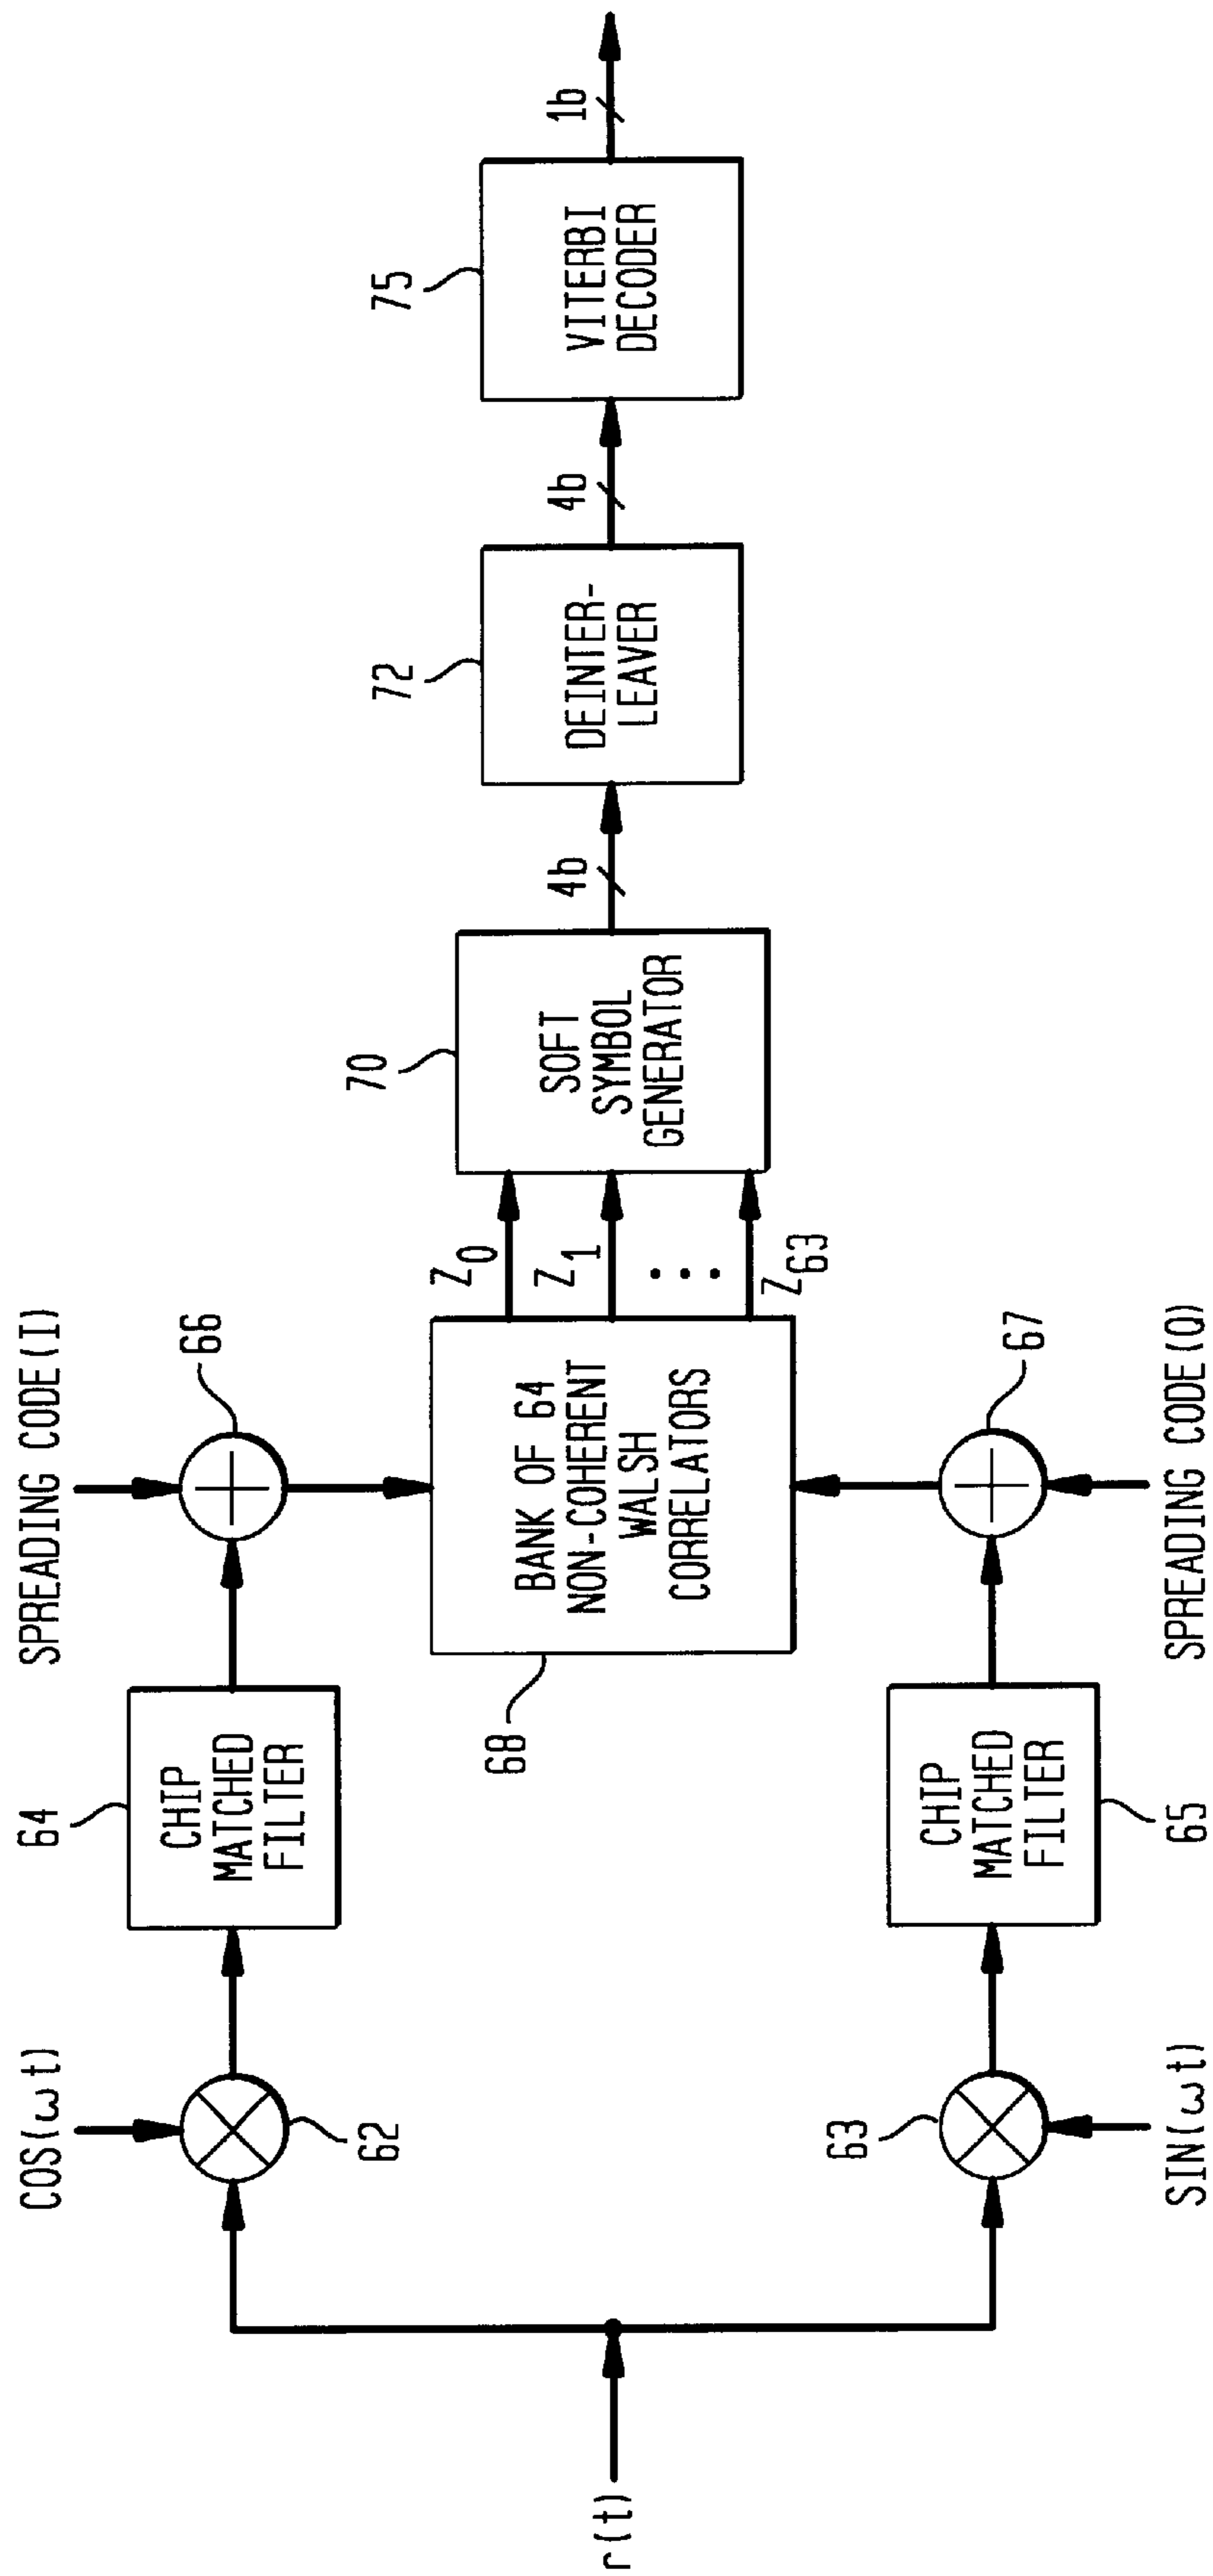 COS(ωt)
62
64
CHIP
MATCHED
FILTER
SPREADING CODE(I)
66
r(t)
68
BANK OF 64
NON-COHERENT
WALSH
CORRELATORS
Z0
Z1
...
Z63
70
SOFT
SYMBOL
GENERATOR
4b
72
DEINTER-
LEAVER
4b
75
VITERBI
DECODER
1b
63
SIN(ωt)
CHIP
MATCHED
FILTER
65
67
SPREADING CODE(Q)